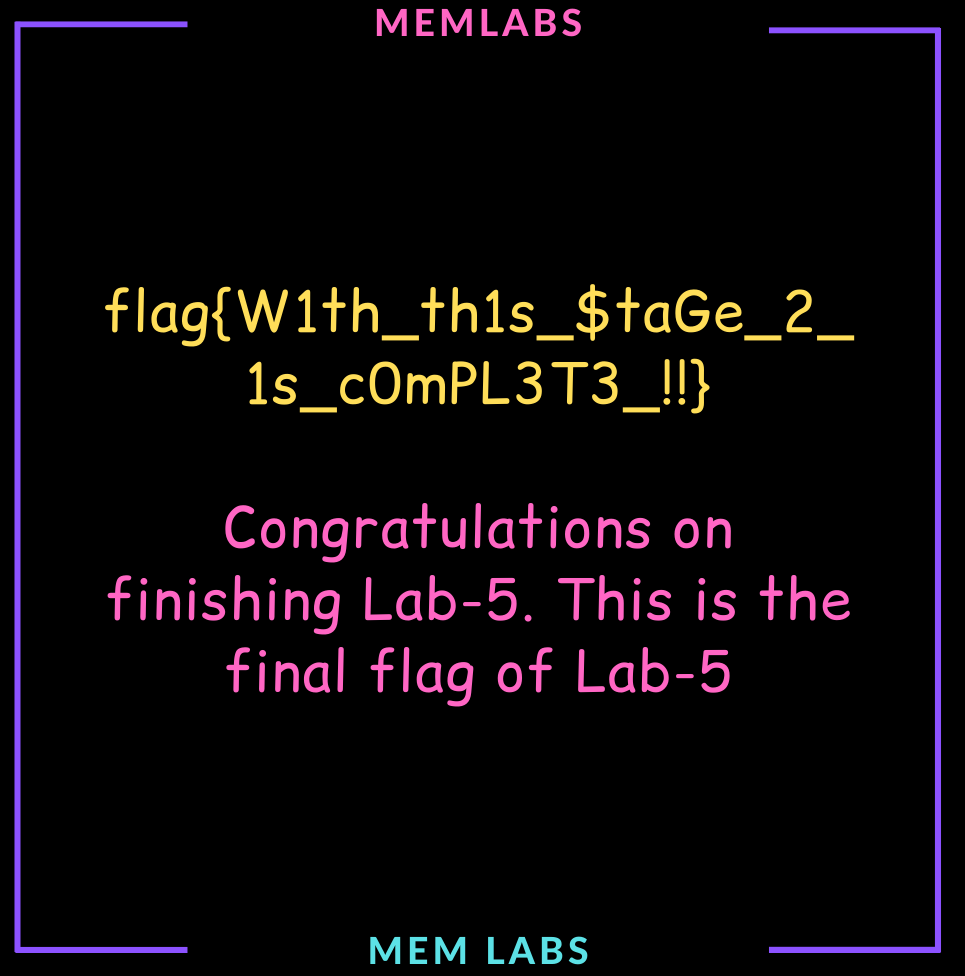 MEMLABS
flag{W1th_th1s_$taGe_2_
1s_c0mPL3T3_!!}
Congratulations on
finishing Lab-5. This is the
final flag of Lab-5
MEM LABS